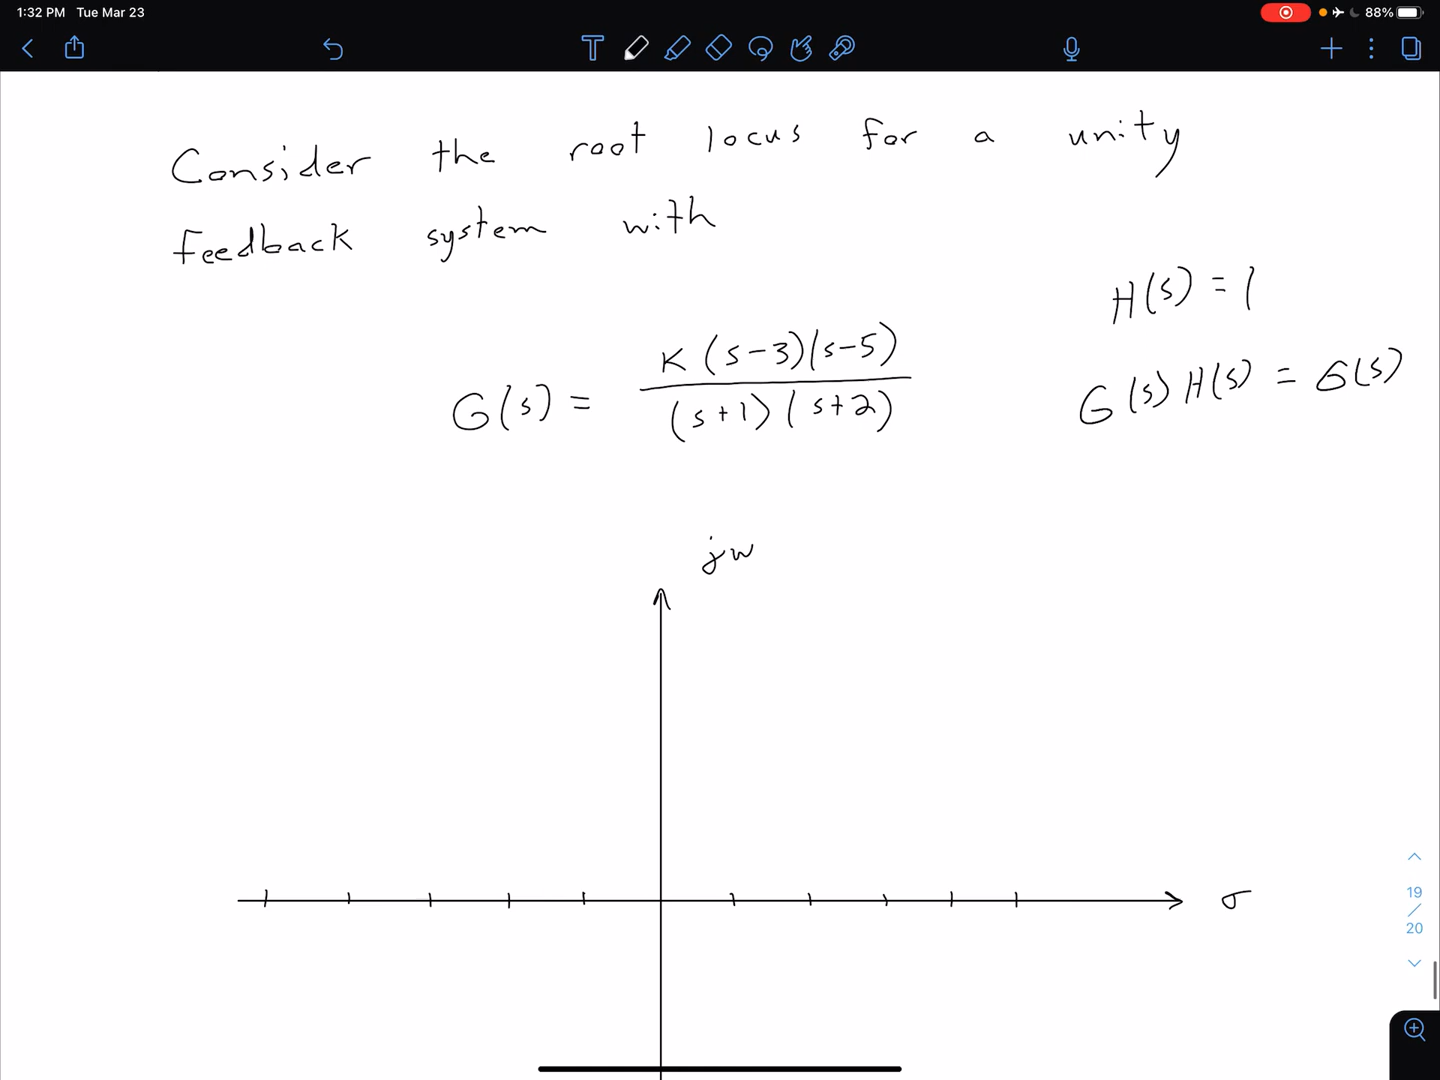 1:32 PM Tue Mar 23
88%
T
Consider the root locus for a unity
feedback system with
H(s) = 1
G(s) = K(s-3)(s-5)
(s+1)(s+2)
G(s)H(s) = G(s)
jw
σ
19
/
20